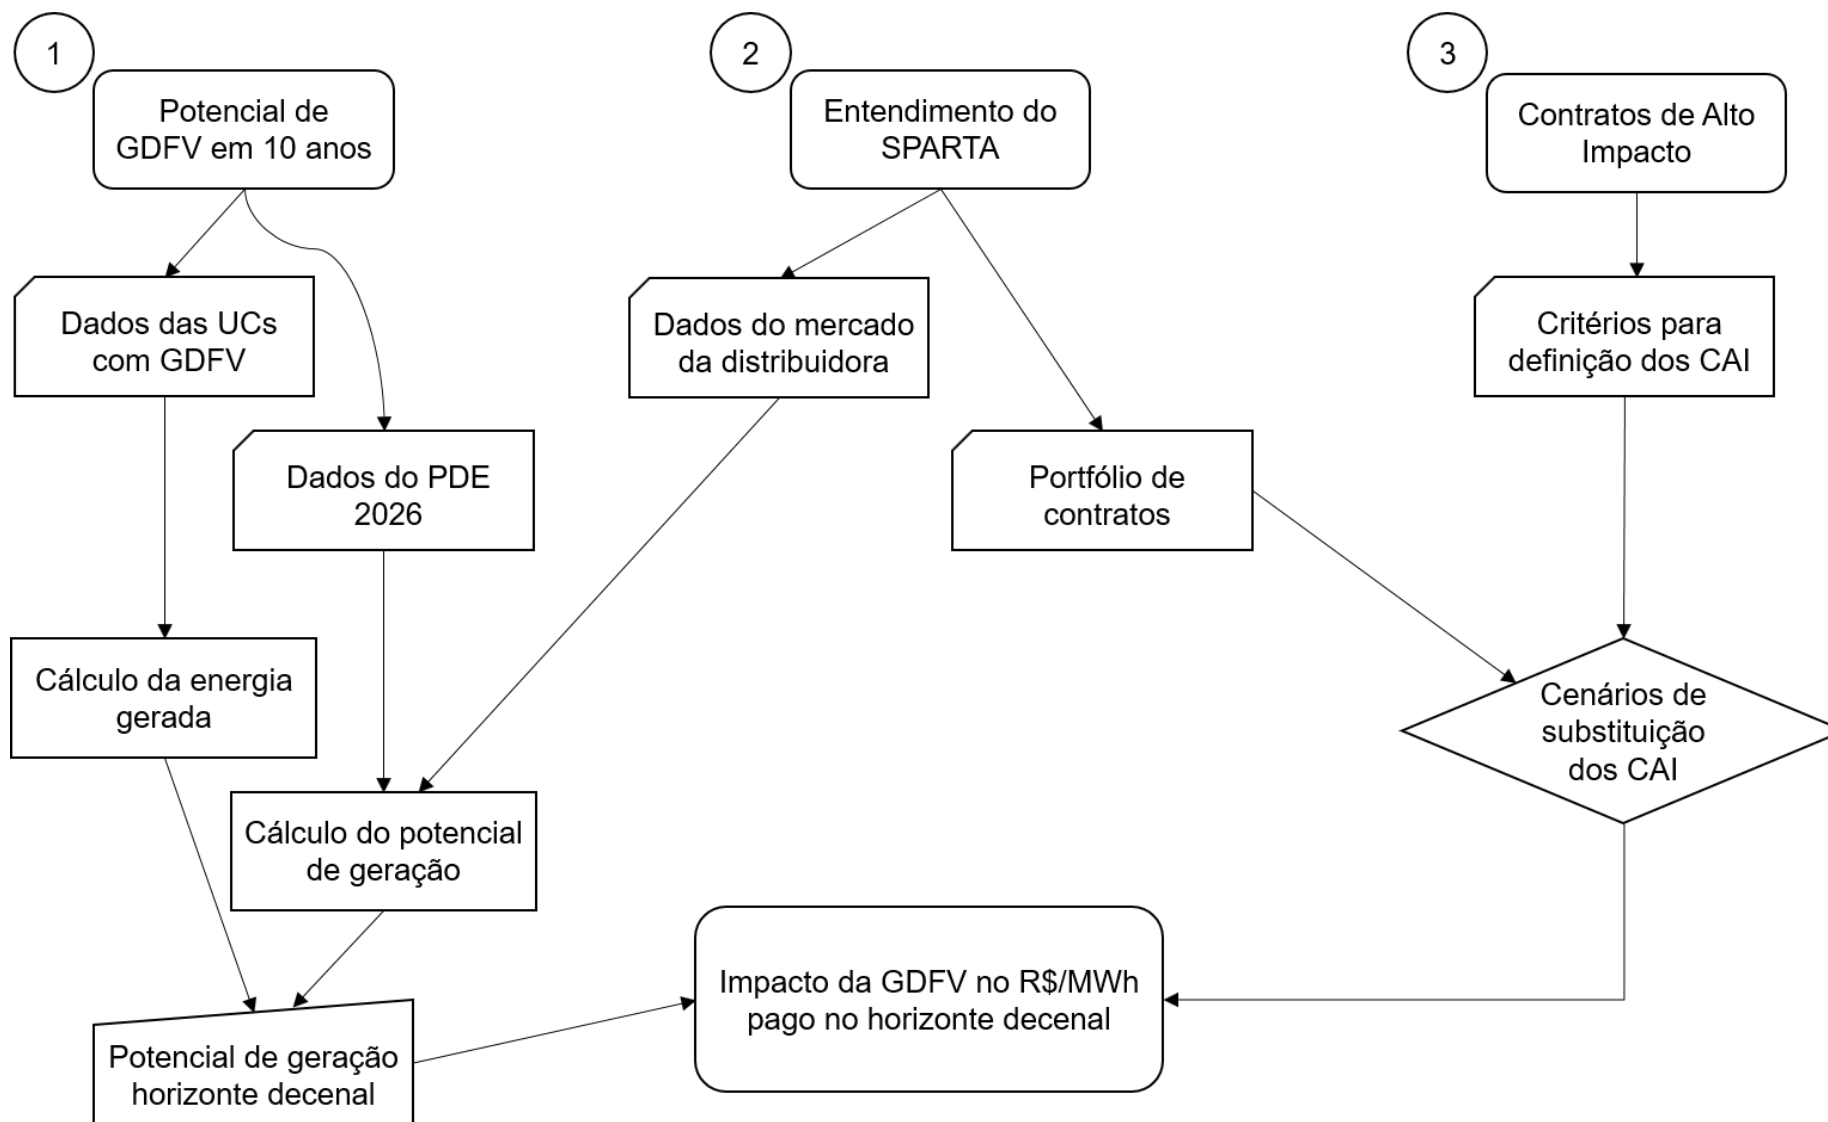 1
Potencial de
GDFV em 10 anos
2
Entendimento do
SPARTA
3
Contratos de Alto
Impacto
Dados das UCs
com GDFV
Dados do mercado
da distribuidora
Critérios para
definição dos CAI
Dados do PDE
2026
Portfólio de
contratos
Cálculo da energia
gerada
Cenários de
substituição
dos CAI
Cálculo do potencial
de geração
Impacto da GDFV no R$/MWh
pago no horizonte decenal
Potencial de geração
horizonte decenal